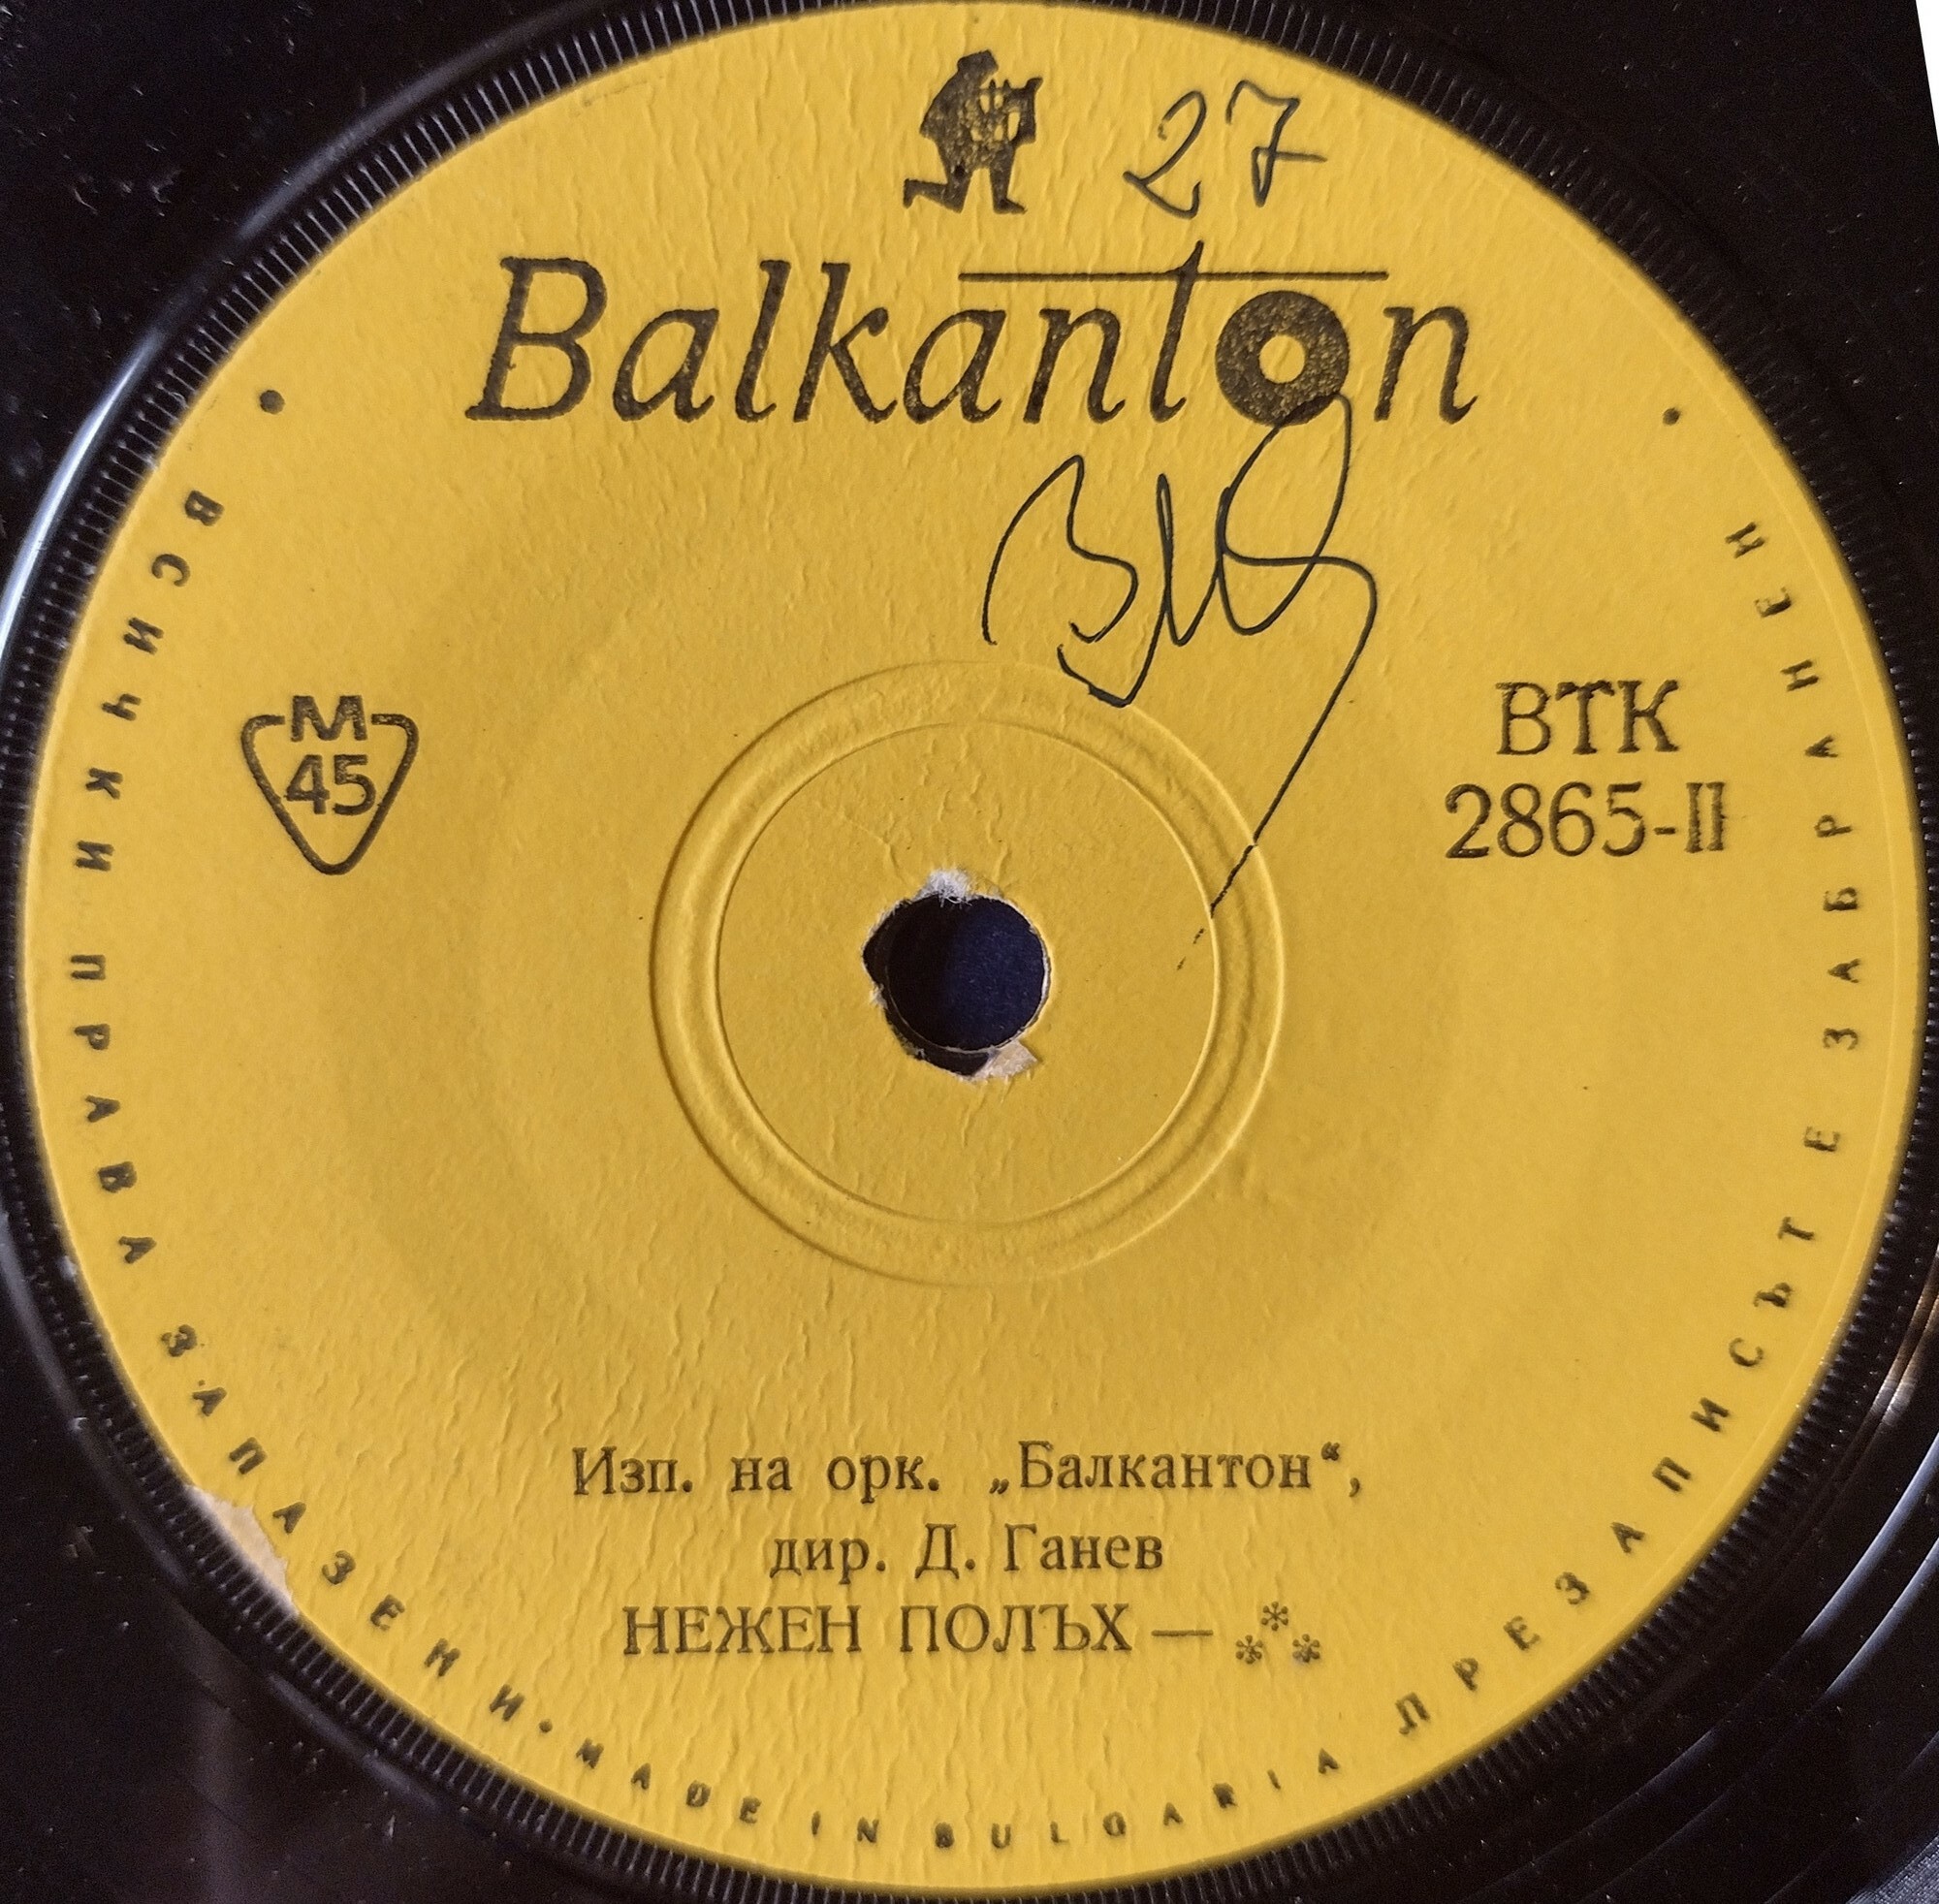 27
Balkanton
М
45
ВТК
2865-II
Изп. на орк. „Балкантон“,
дир. Д. Ганев
НЕЖЕН ПОЛЪХ — ***
• ВСИЧКИ ПРАВА ЗАПАЗЕНИ • MADE IN BULGARIA ПРЕЗАПИСЪТ Е ЗАБРАНЕН •